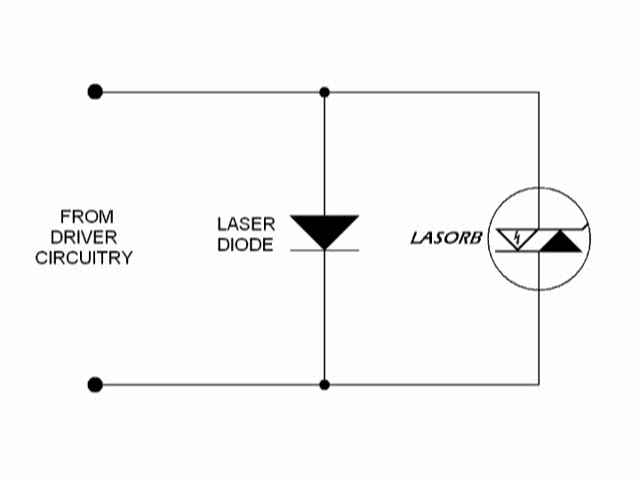 FROM
DRIVER
CIRCUITRY
LASER
DIODE
LASORB